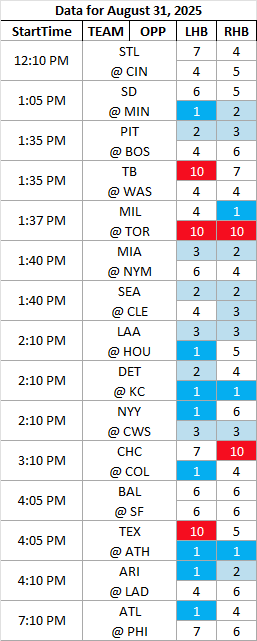 Data for August 31, 2025
StartTime TEAM OPP LHB RHB
12:10 PM STL 7 4
@ CIN 4 5
1:05 PM SD 6 5
@ MIN 1 2
1:35 PM PIT 2 3
@ BOS 4 6
1:35 PM TB 10 7
@ WAS 4 4
1:37 PM MIL 4 1
@ TOR 10 10
1:40 PM MIA 3 2
@ NYM 6 4
1:40 PM SEA 2 2
@ CLE 4 3
2:10 PM LAA 3 3
@ HOU 1 5
2:10 PM DET 2 4
@ KC 1 1
2:10 PM NYY 1 6
@ CWS 3 3
3:10 PM CHC 7 10
@ COL 1 4
4:05 PM BAL 6 6
@ SF 6 6
4:05 PM TEX 10 5
@ ATH 1 1
4:10 PM ARI 1 2
@ LAD 4 6
7:10 PM ATL 1 4
@ PHI 7 6